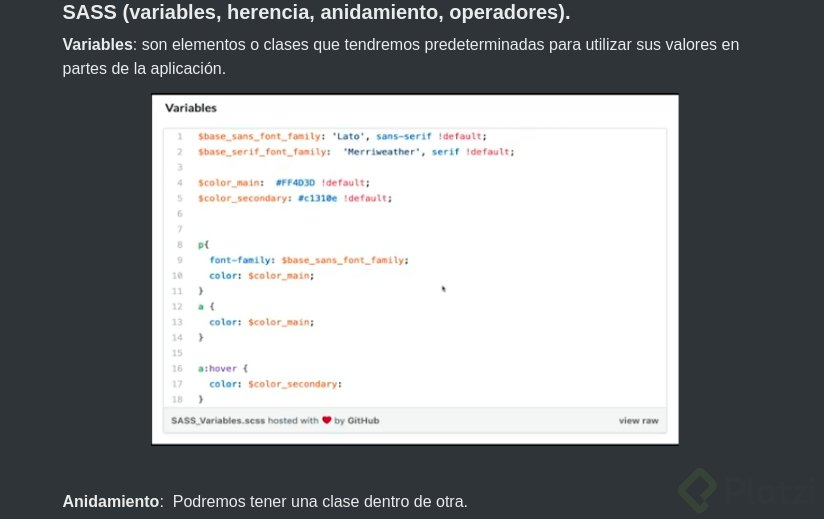 SASS (variables, herencia, anidamiento, operadores).
Variables: son elementos o clases que tendremos predeterminadas para utilizar sus valores en
partes de la aplicación.
Variables
1 $base_sans_font_family: 'Lato', sans-serif !default;
2 $base_serif_font_family:  'Merriweather', serif !default;
3
4 $color_main:  #FF4D3D !default;
5 $color_secondary: #c1310e !default;
6
7
8 p{
9   font-family: $base_sans_font_family;
10   color: $color_main;
11 }
12 a {
13   color: $color_main;
14 }
15
16 a:hover {
17   color: $color_secondary:
18 }
SASS_Variables.scss hosted with ❤ by GitHub view raw
Anidamiento:  Podremos tener una clase dentro de otra.
Platzi